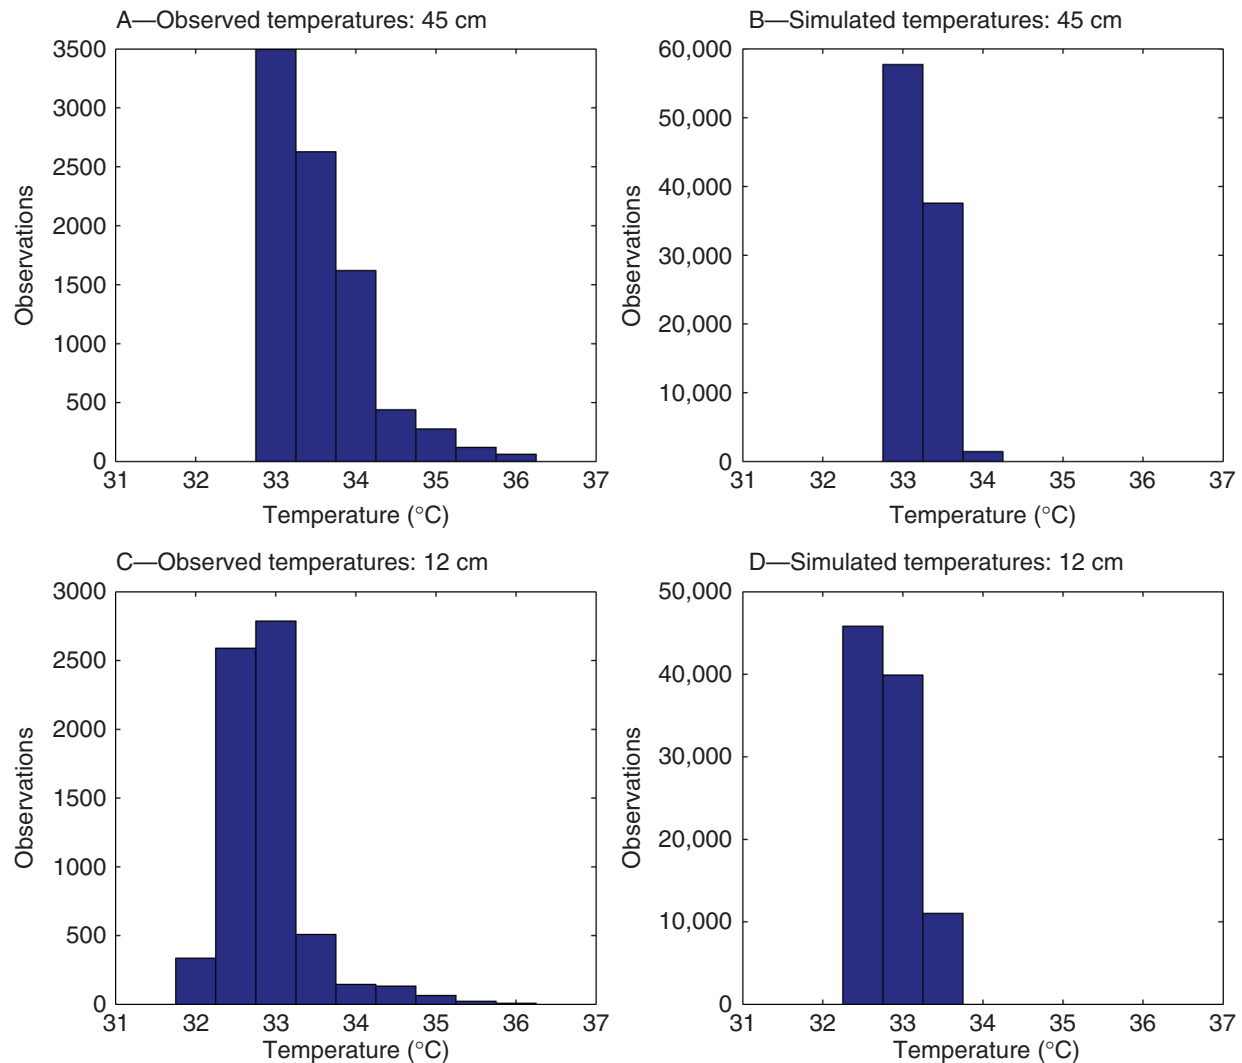 A—Observed temperatures: 45 cm
3500
3000
2500
2000
1500
1000
500
0
Observations
31 32 33 34 35 36 37
Temperature (°C)
B—Simulated temperatures: 45 cm
60,000
50,000
40,000
30,000
20,000
10,000
0
Observations
31 32 33 34 35 36 37
Temperature (°C)
C—Observed temperatures: 12 cm
3000
2500
2000
1500
1000
500
0
Observations
31 32 33 34 35 36 37
Temperature (°C)
D—Simulated temperatures: 12 cm
50,000
40,000
30,000
20,000
10,000
0
Observations
31 32 33 34 35 36 37
Temperature (°C)